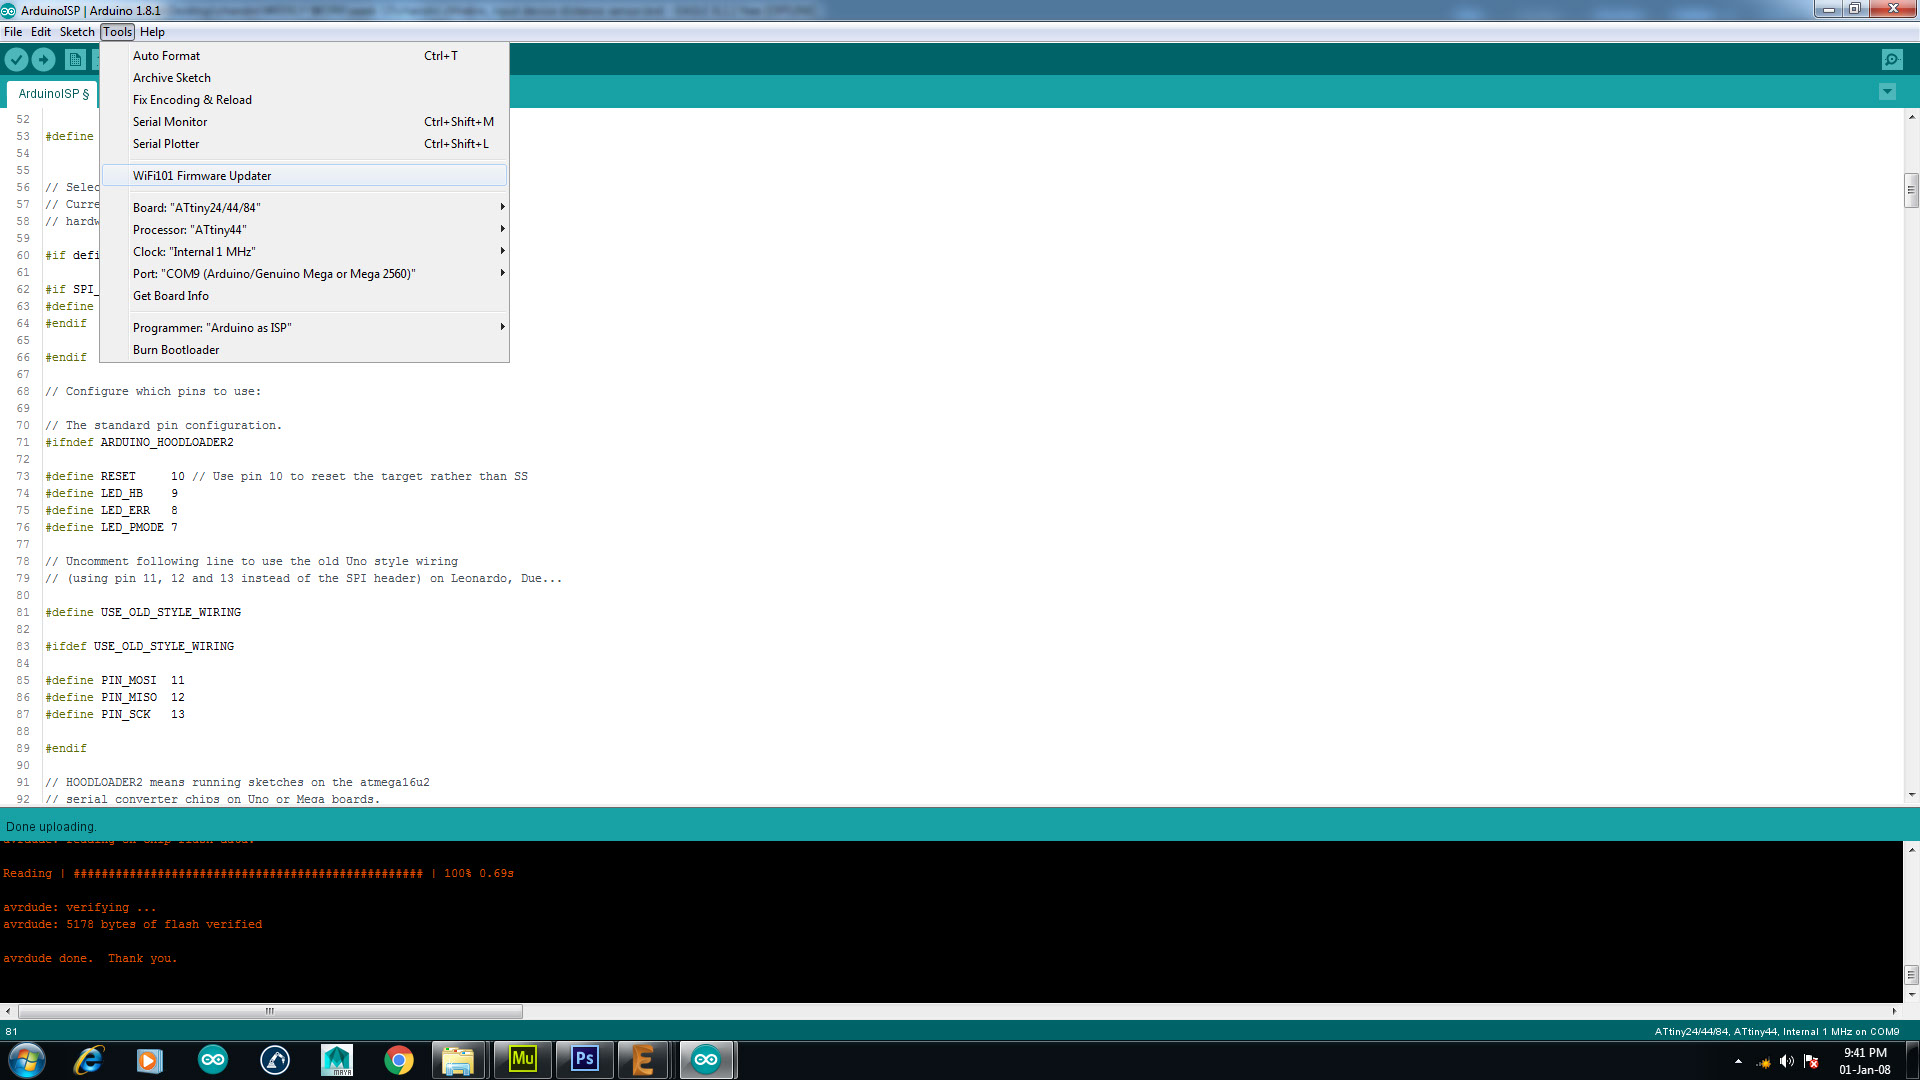 ArduinoISP | Arduino 1.8.1
File Edit Sketch Tools Help
Auto Format Ctrl+T
Archive Sketch
Fix Encoding & Reload
Serial Monitor Ctrl+Shift+M
Serial Plotter Ctrl+Shift+L
WiFi101 Firmware Updater
Board: "ATtiny24/44/84"
Processor: "ATtiny44"
Clock: "Internal 1 MHz"
Port: "COM9 (Arduino/Genuino Mega or Mega 2560)"
Get Board Info
Programmer: "Arduino as ISP"
Burn Bootloader
ArduinoISP §
52
53 #define
54
55
56 // Selec
57 // Curre
58 // hardw
59
60 #if defi
61
62 #if SPI_
63 #define
64 #endif
65
66 #endif
67
68 // Configure which pins to use:
69
70 // The standard pin configuration.
71 #ifndef ARDUINO_HOODLOADER2
72
73 #define RESET 10 // Use pin 10 to reset the target rather than SS
74 #define LED_HB 9
75 #define LED_ERR 8
76 #define LED_PMODE 7
77
78 // Uncomment following line to use the old Uno style wiring
79 // (using pin 11, 12 and 13 instead of the SPI header) on Leonardo, Due...
80
81 #define USE_OLD_STYLE_WIRING
82
83 #ifdef USE_OLD_STYLE_WIRING
84
85 #define PIN_MOSI 11
86 #define PIN_MISO 12
87 #define PIN_SCK 13
88
89 #endif
90
91 // HOODLOADER2 means running sketches on the atmega16u2
92 // serial converter chips on Uno or Mega boards.
Done uploading.
avrdude: reading on-chip flash data:
Reading | ################################################## | 100% 0.69s
avrdude: verifying ...
avrdude: 5178 bytes of flash verified
avrdude done. Thank you.
81
ATtiny24/44/84, ATtiny44, Internal 1 MHz on COM9
MAYA
Mu
Ps
9:41 PM
01-Jan-08